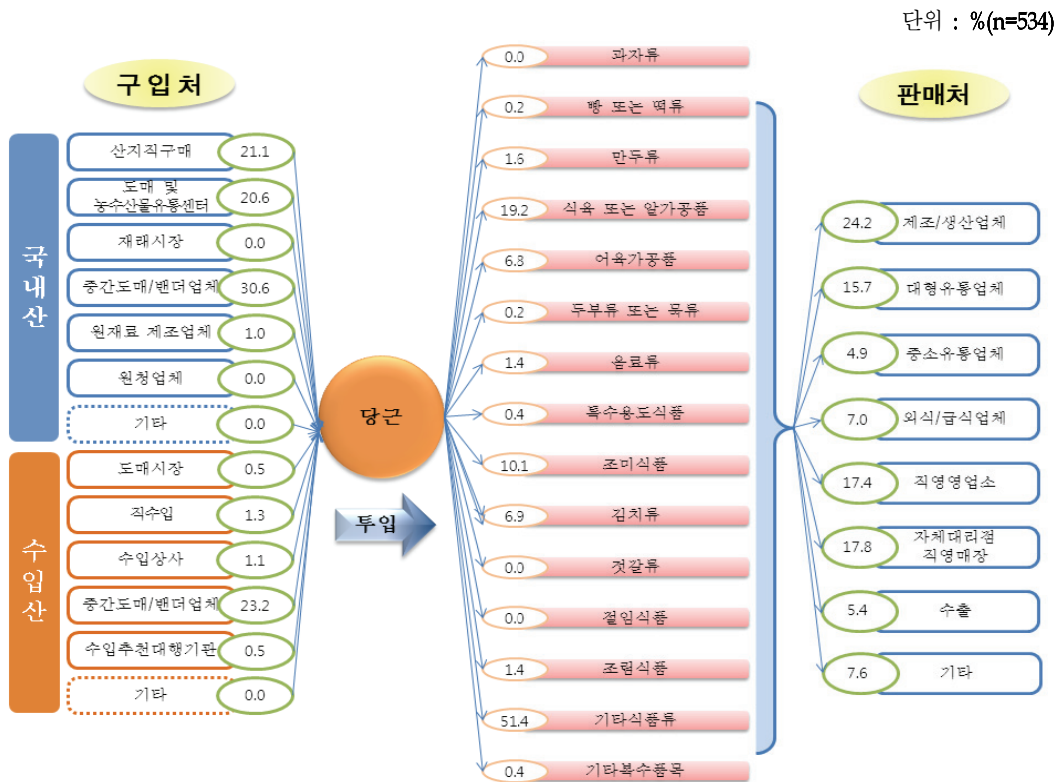 단위 : %(n=534)
구입처
국내산
산지직구매 21.1
도매 및
농수산물유통센터 20.6
재래시장 0.0
중간도매/밴더업체 30.6
원재료 제조업체 1.0
원청업체 0.0
기타 0.0
수입산
도매시장 0.5
직수입 1.3
수입상사 1.1
중간도매/밴더업체 23.2
수입추천대행기관 0.5
기타 0.0
당근
투입
0.0 과자류
0.2 빵 또는 떡류
1.6 만두류
19.2 식육 또는 알가공품
6.8 어육가공품
0.2 두부류 또는 묵류
1.4 음료류
0.4 특수용도식품
10.1 조미식품
6.9 김치류
0.0 젓갈류
0.0 절임식품
1.4 조림식품
51.4 기타식품류
0.4 기타복수품목
판매처
24.2 제조/생산업체
15.7 대형유통업체
4.9 중소유통업체
7.0 외식/급식업체
17.4 직영영업소
17.8 자체대리점
직영매장
5.4 수출
7.6 기타